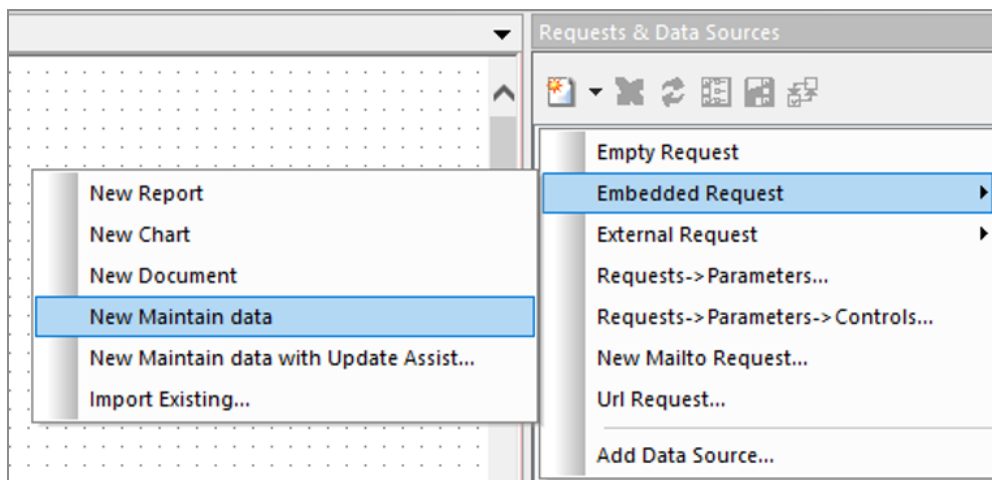 Requests & Data Sources
Empty Request
Embedded Request
External Request
Requests->Parameters...
Requests->Parameters->Controls...
New Mailto Request...
Url Request...
Add Data Source...
New Report
New Chart
New Document
New Maintain data
New Maintain data with Update Assist...
Import Existing...